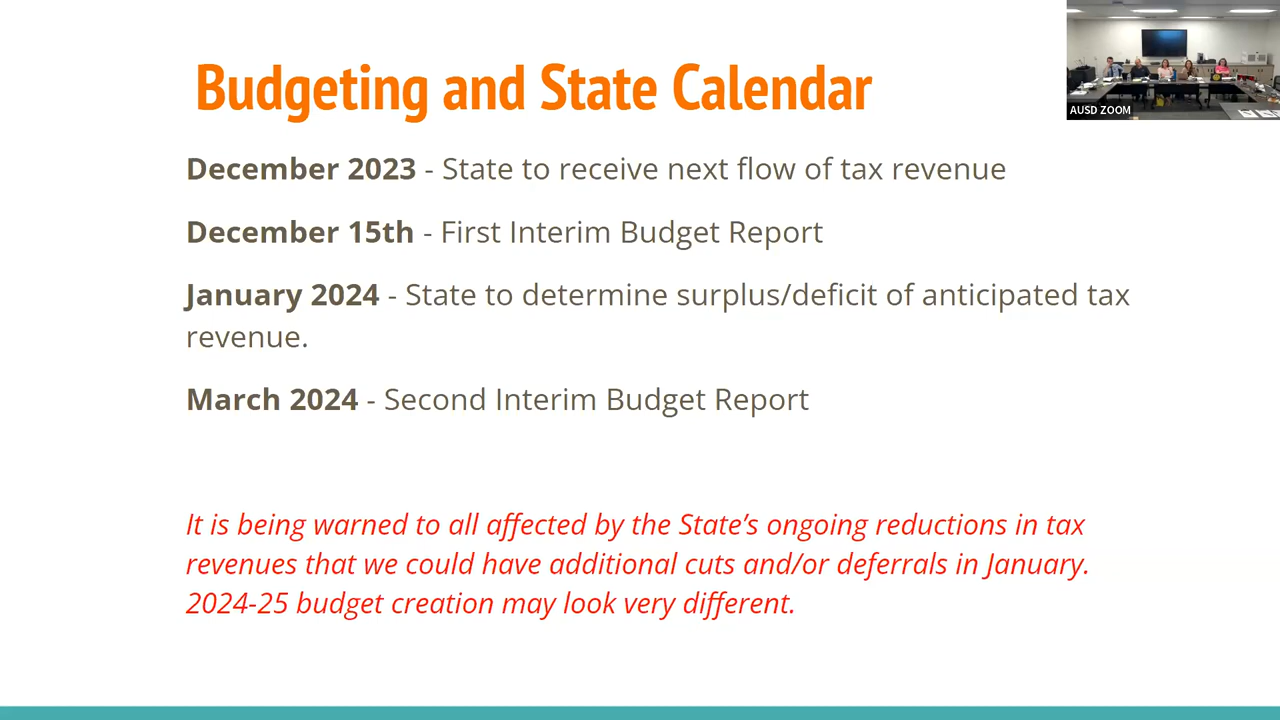 Budgeting and State Calendar
AUSD ZOOM
December 2023 - State to receive next flow of tax revenue
December 15th - First Interim Budget Report
January 2024 - State to determine surplus/deficit of anticipated tax
revenue.
March 2024 - Second Interim Budget Report
It is being warned to all affected by the State’s ongoing reductions in tax
revenues that we could have additional cuts and/or deferrals in January.
2024-25 budget creation may look very different.